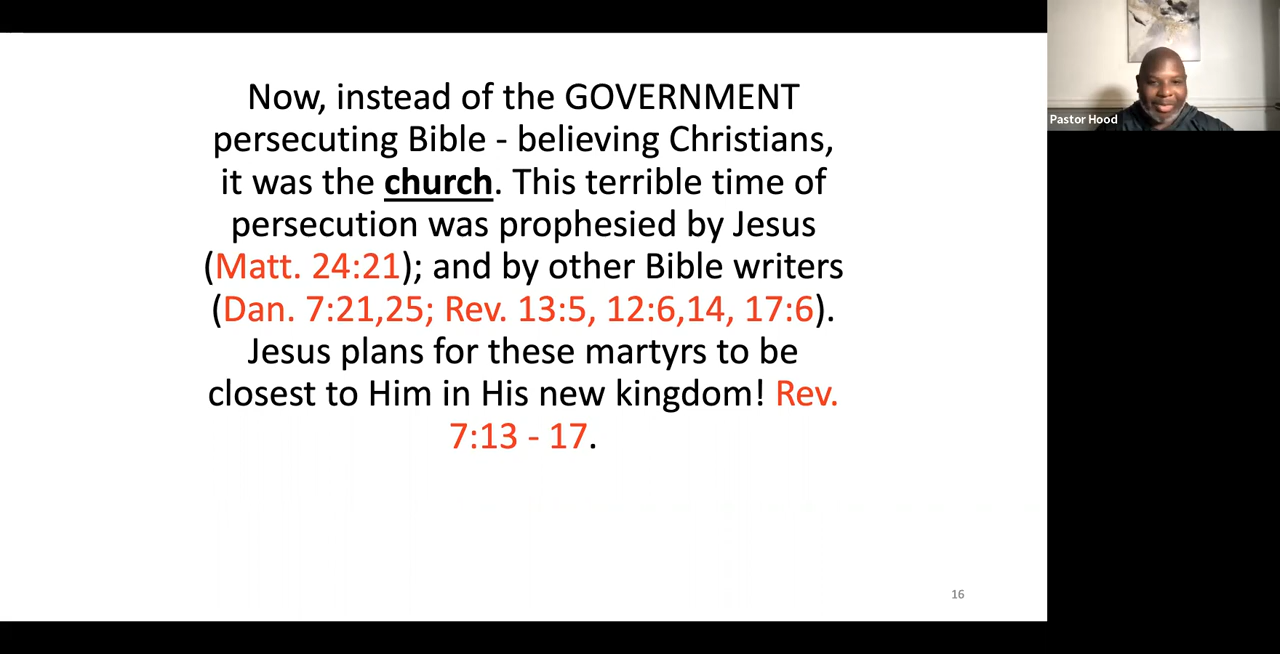 Now, instead of the GOVERNMENT
persecuting Bible - believing Christians,
it was the church. This terrible time of
persecution was prophesied by Jesus
(Matt. 24:21); and by other Bible writers
(Dan. 7:21,25; Rev. 13:5, 12:6,14, 17:6).
Jesus plans for these martyrs to be
closest to Him in His new kingdom! Rev.
7:13 - 17.
16
Pastor Hood